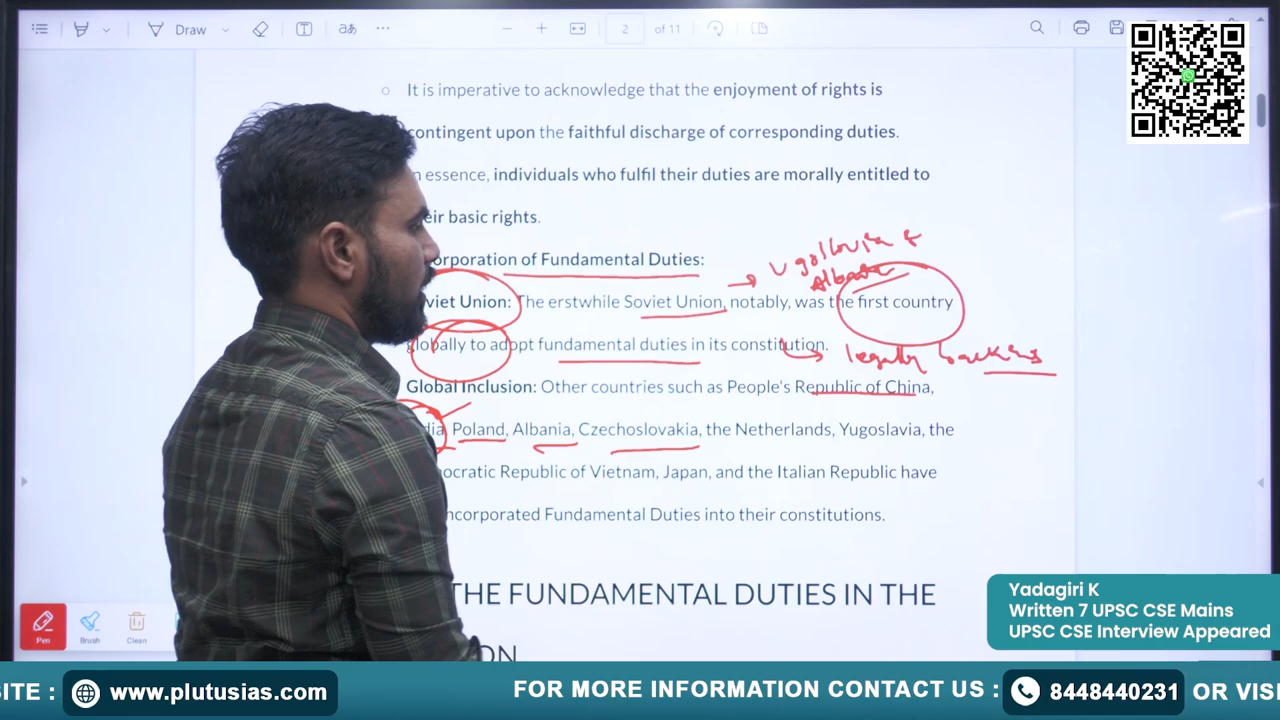 Draw
aあ
2 of 11
It is imperative to acknowledge that the enjoyment of rights is
contingent upon the faithful discharge of corresponding duties.
essence, individuals who fulfil their duties are morally entitled to
eir basic rights.
orporation of Fundamental Duties:
viet Union: The erstwhile Soviet Union, notably, was the first country
globally to adopt fundamental duties in its constitution.
legally
Global Inclusion: Other countries such as People's Republic of China,
dia, Poland, Albania, Czechoslovakia, the Netherlands, Yugoslavia, the
ocratic Republic of Vietnam, Japan, and the Italian Republic have
incorporated Fundamental Duties into their constitutions.
THE FUNDAMENTAL DUTIES IN THE
ON
Pen
Brush
Clean
Yadagiri K
Written 7 UPSC CSE Mains
UPSC CSE Interview Appeared
SITE : www.plutusias.com FOR MORE INFORMATION CONTACT US : 8448440231 OR VISI